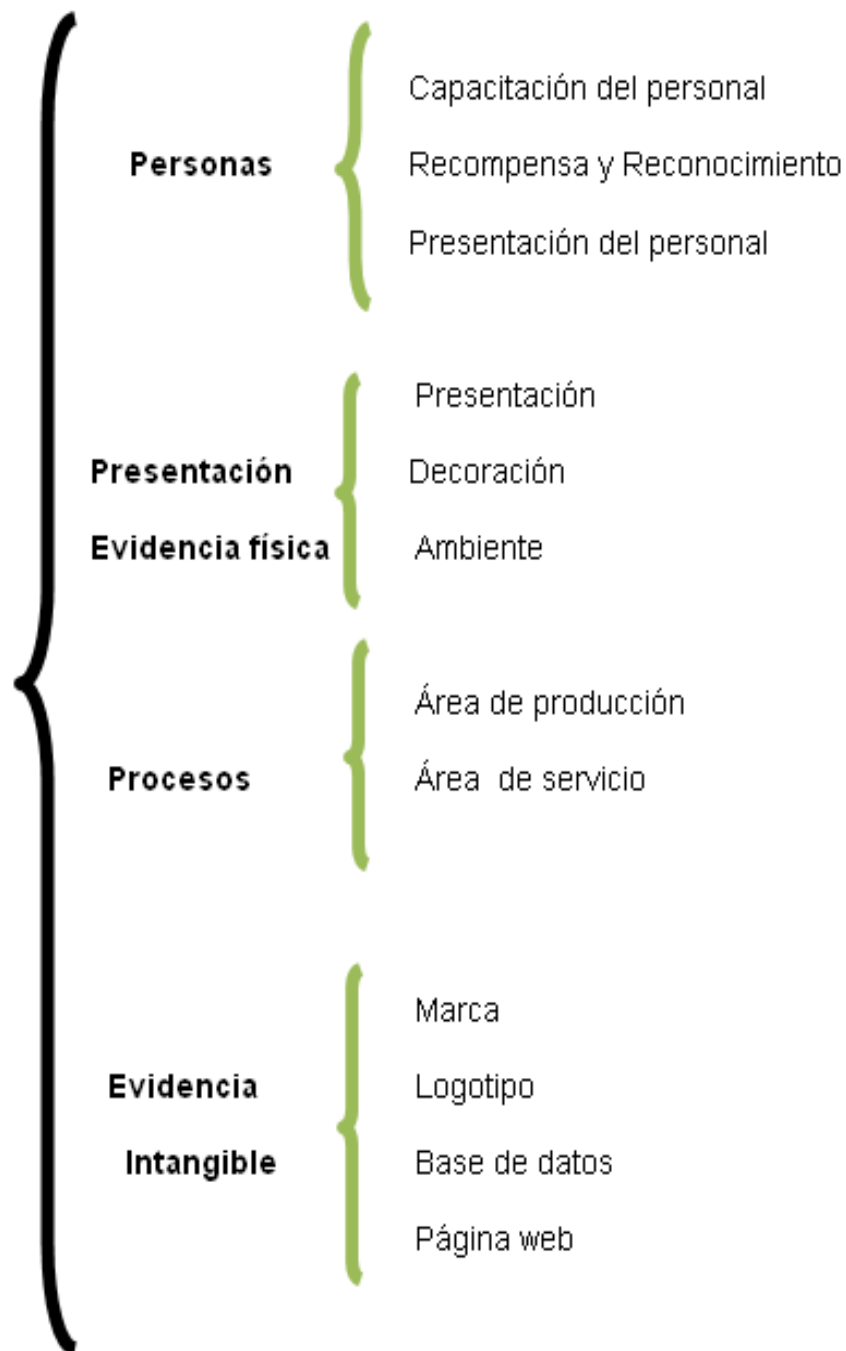 Personas
Capacitación del personal
Recompensa y Reconocimiento
Presentación del personal
Presentación
Evidencia física
Presentación
Decoración
Ambiente
Procesos
Área de producción
Área de servicio
Evidencia
Intangible
Marca
Logotipo
Base de datos
Página web